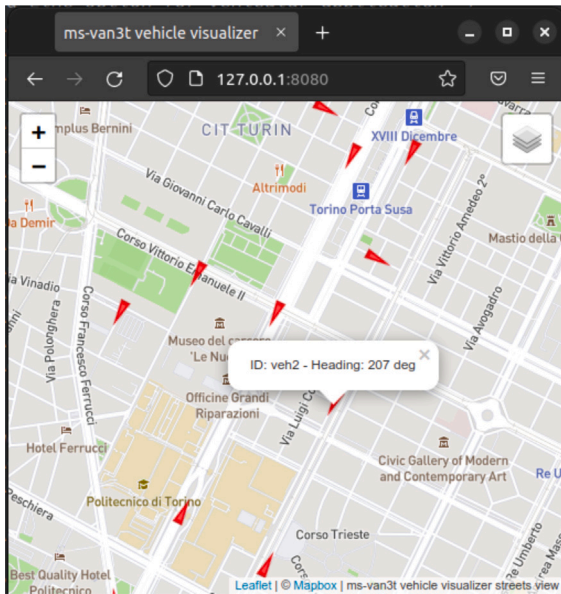 ms-van3t vehicle visualizer
127.0.0.1:8080
+
−
mplus Bernini
CIT TURIN
XVIII Dicembre
Via Giovanni Carlo Cavalli
Altrimodi
Torino Porta Susa
Via Vittorio Amedeo 2°
a Demir
Corso Vittorio Emanuele II
Mastio della
ia Vinadio
Via Polonghera
Corso Francesco Ferrucci
Via Avogadro
Museo del carcere
'Le Nu
ID: veh2 - Heading: 207 deg
×
Officine Grandi
Riparazioni
Via Luigi Co
Hotel Ferrucci
Civic Gallery of Modern
and Contemporary Art
Re U
Politecnico di Torino
Peschiera
Corso Trieste
Re Umberto
Best Quality Hotel
Politecnico
Leaflet | © Mapbox | ms-van3t vehicle visualizer streets view